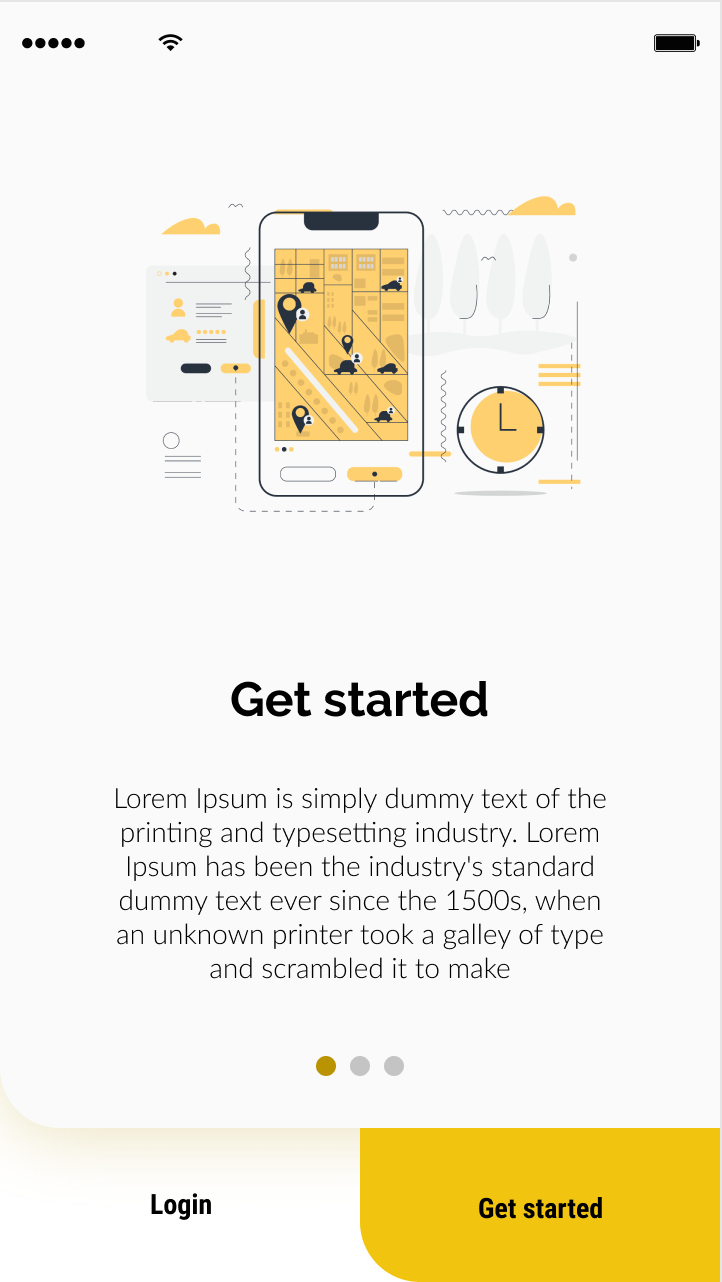 Get started
Lorem Ipsum is simply dummy text of the
printing and typesetting industry. Lorem
Ipsum has been the industry's standard
dummy text ever since the 1500s, when
an unknown printer took a galley of type
and scrambled it to make
Login
Get started